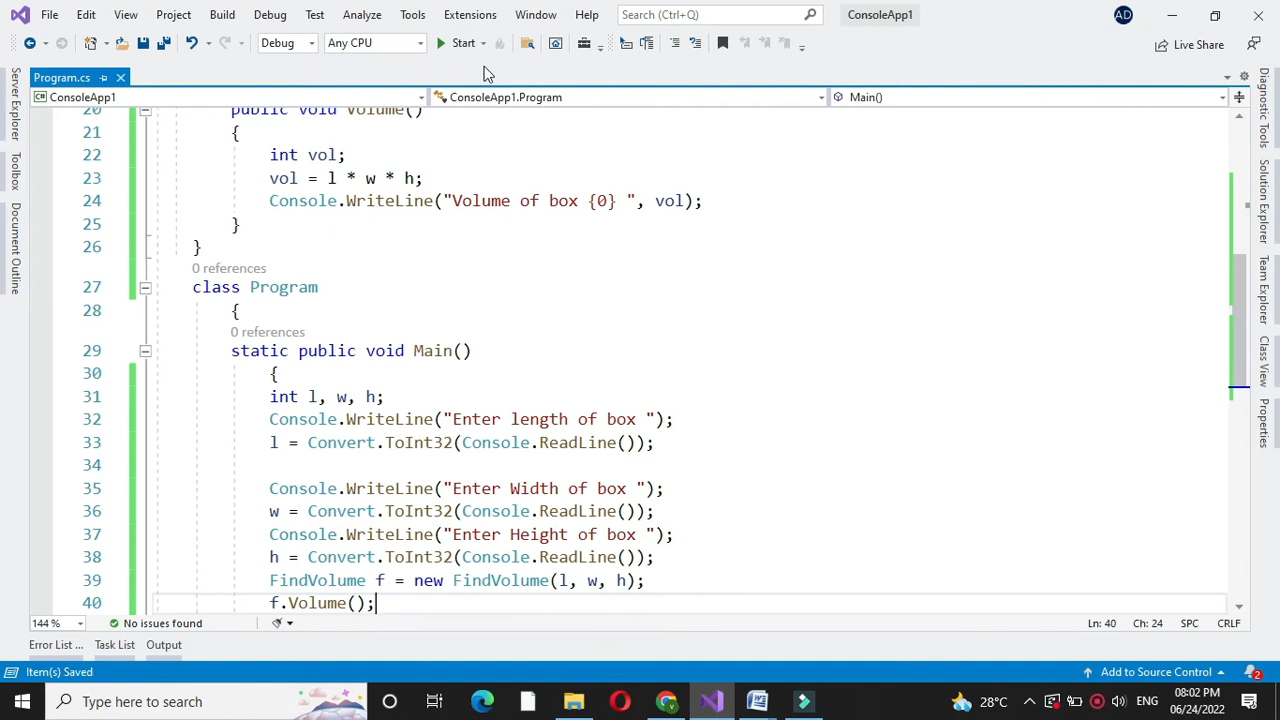 File Edit View Project Build Debug Test Analyze Tools Extensions Window Help Search (Ctrl+Q) ConsoleApp1 AD
Debug Any CPU Start Live Share
Program.cs
ConsoleApp1 ConsoleApp1.Program Main()
Server Explorer
Toolbox
Document Outline
20 public void Volume()
21 {
22 int vol;
23 vol = l * w * h;
24 Console.WriteLine("Volume of box {0} ", vol);
25 }
26 }
0 references
27 class Program
28 {
0 references
29 static public void Main()
30 {
31 int l, w, h;
32 Console.WriteLine("Enter length of box ");
33 l = Convert.ToInt32(Console.ReadLine());
34
35 Console.WriteLine("Enter Width of box ");
36 w = Convert.ToInt32(Console.ReadLine());
37 Console.WriteLine("Enter Height of box ");
38 h = Convert.ToInt32(Console.ReadLine());
39 FindVolume f = new FindVolume(l, w, h);
40 f.Volume();
Diagnostic Tools
Solution Explorer
Team Explorer
Class View
Properties
144 % No issues found Ln: 40 Ch: 24 SPC CRLF
Error List ... Task List Output
Item(s) Saved Add to Source Control 2
Type here to search 28°C ENG 08:02 PM
06/24/2022